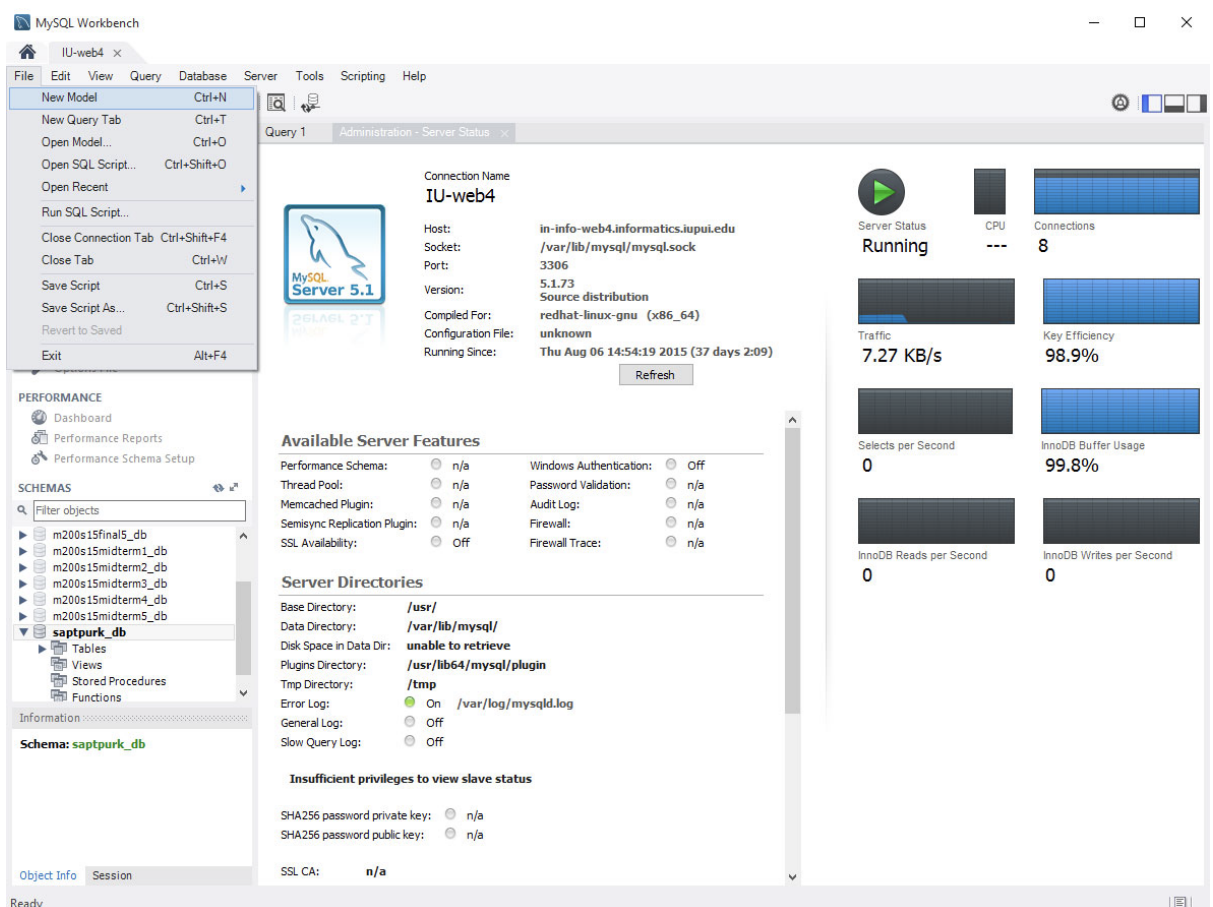 MySQL Workbench
IU-web4
File Edit View Query Database Server Tools Scripting Help
New Model Ctrl+N
New Query Tab Ctrl+T
Open Model... Ctrl+O
Open SQL Script... Ctrl+Shift+O
Open Recent
Run SQL Script...
Close Connection Tab Ctrl+Shift+F4
Close Tab Ctrl+W
Save Script Ctrl+S
Save Script As... Ctrl+Shift+S
Revert to Saved
Exit Alt+F4
Options File
PERFORMANCE
Dashboard
Performance Reports
Performance Schema Setup
SCHEMAS
Filter objects
m200s15final5_db
m200s15midterm1_db
m200s15midterm2_db
m200s15midterm3_db
m200s15midterm4_db
m200s15midterm5_db
saptpurk_db
Tables
Views
Stored Procedures
Functions
Information
Schema: saptpurk_db
Object Info Session
Query 1 Administration - Server Status
MySQL
Server 5.1
Connection Name
IU-web4
Host: in-info-web4.informatics.iupui.edu
Socket: /var/lib/mysql/mysql.sock
Port: 3306
Version: 5.1.73
Source distribution
Compiled For: redhat-linux-gnu (x86_64)
Configuration File: unknown
Running Since: Thu Aug 06 14:54:19 2015 (37 days 2:09)
Refresh
Available Server Features
Performance Schema: n/a Windows Authentication: Off
Thread Pool: n/a Password Validation: n/a
Memcached Plugin: n/a Audit Log: n/a
Semisync Replication Plugin: n/a Firewall: n/a
SSL Availability: Off Firewall Trace: n/a
Server Directories
Base Directory: /usr/
Data Directory: /var/lib/mysql/
Disk Space in Data Dir: unable to retrieve
Plugins Directory: /usr/lib64/mysql/plugin
Tmp Directory: /tmp
Error Log: On /var/log/mysqld.log
General Log: Off
Slow Query Log: Off
Insufficient privileges to view slave status
SHA256 password private key: n/a
SHA256 password public key: n/a
SSL CA: n/a
Server Status CPU Connections
Running --- 8
Traffic Key Efficiency
7.27 KB/s 98.9%
Selects per Second InnoDB Buffer Usage
0 99.8%
InnoDB Reads per Second InnoDB Writes per Second
0 0
Ready